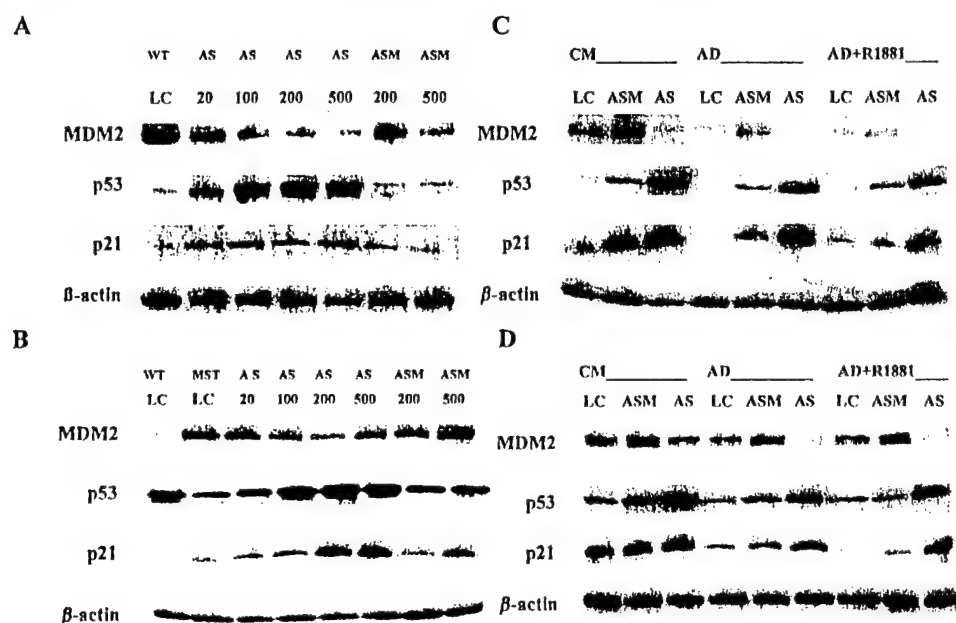 A
WT AS AS AS AS ASM ASM
LC 20 100 200 500 200 500
MDM2
p53
p21
β-actin
B
WT MST AS AS AS AS ASM ASM
LC LC 20 100 200 500 200 500
MDM2
p53
p21
β-actin
C
CM AD AD+R1881
LC ASM AS LC ASM AS LC ASM AS
MDM2
p53
p21
β-actin
D
CM AD AD+R1881
LC ASM AS LC ASM AS LC ASM AS
MDM2
p53
p21
β-actin